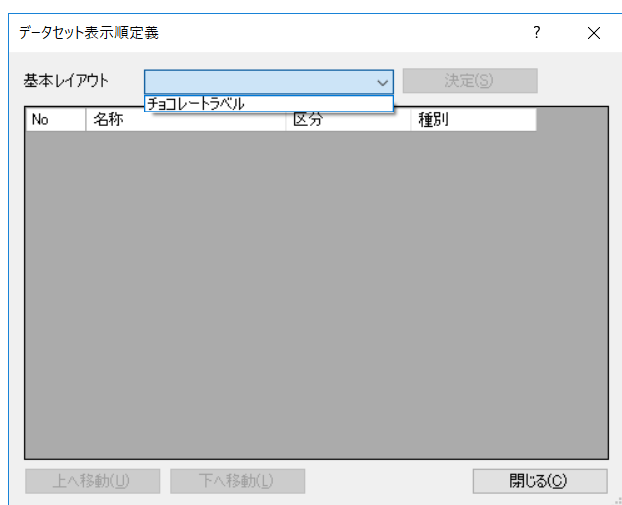 データセット表示順定義 ?
基本レイアウト 決定(S)
チョコレートラベル
No 名称 区分 種別
上へ移動(U) 下へ移動(L) 閉じる(C)